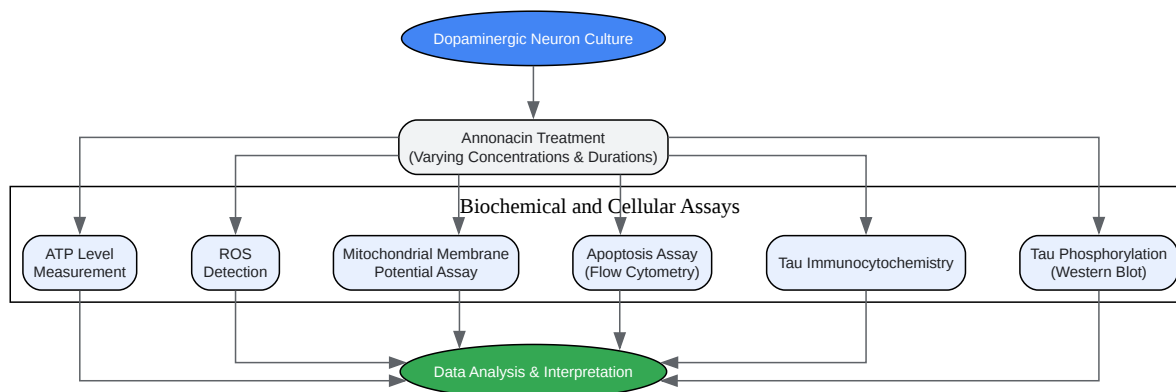 Dopaminergic Neuron Culture
Annonacin Treatment
(Varying Concentrations & Durations)
Biochemical and Cellular Assays
ATP Level
Measurement
ROS
Detection
Mitochondrial Membrane
Potential Assay
Apoptosis Assay
(Flow Cytometry)
Tau Immunocytochemistry
Tau Phosphorylation
(Western Blot)
Data Analysis & Interpretation